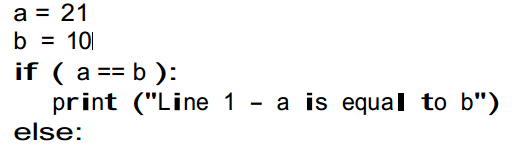 a = 21
b = 10
if ( a == b ):
print ("Line 1 - a is equal to b")
else: